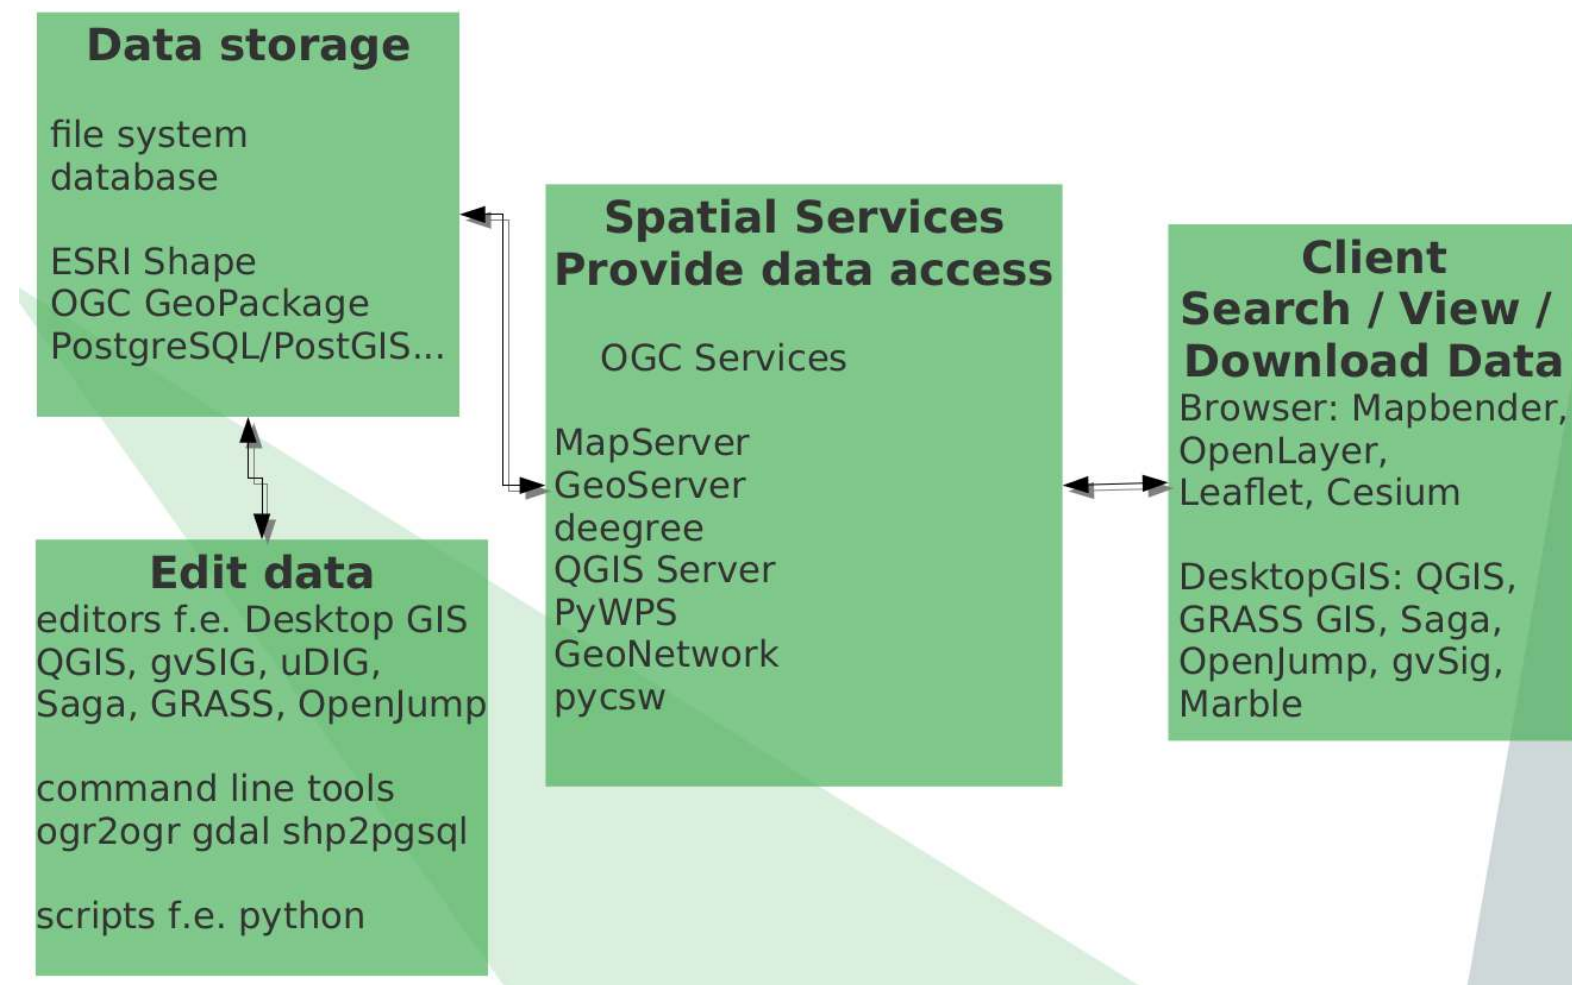 Data storage
file system
database
ESRI Shape
OGC GeoPackage
PostgreSQL/PostGIS...
Edit data
editors f.e. Desktop GIS
QGIS, gvSIG, uDIG,
Saga, GRASS, OpenJump
command line tools
ogr2ogr gdal shp2pgsql
scripts f.e. python
Spatial Services
Provide data access
OGC Services
MapServer
GeoServer
deegree
QGIS Server
PyWPS
GeoNetwork
pycsw
Client
Search / View /
Download Data
Browser: Mapbender,
OpenLayer,
Leaflet, Cesium
DesktopGIS: QGIS,
GRASS GIS, Saga,
OpenJump, gvSig,
Marble